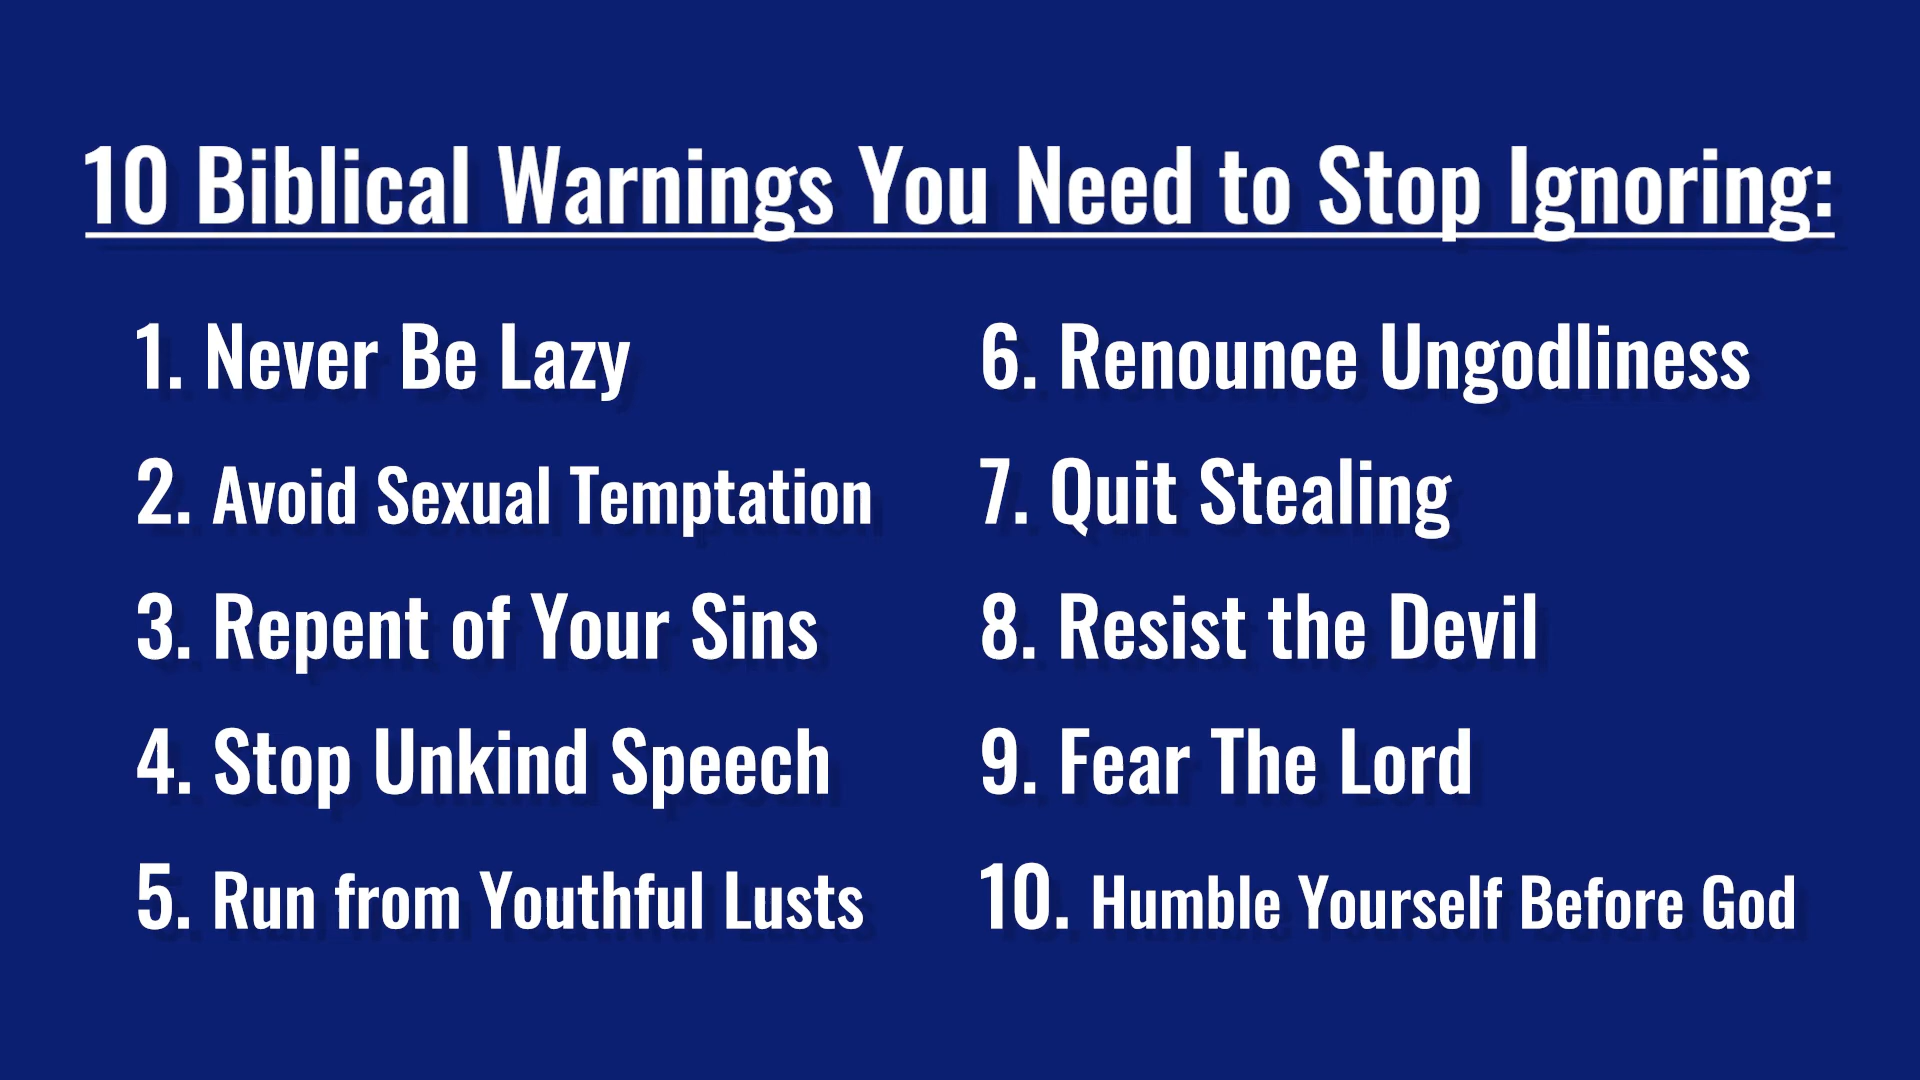 10 Biblical Warnings You Need to Stop Ignoring:
1. Never Be Lazy
2. Avoid Sexual Temptation
3. Repent of Your Sins
4. Stop Unkind Speech
5. Run from Youthful Lusts
6. Renounce Ungodliness
7. Quit Stealing
8. Resist the Devil
9. Fear The Lord
10. Humble Yourself Before God